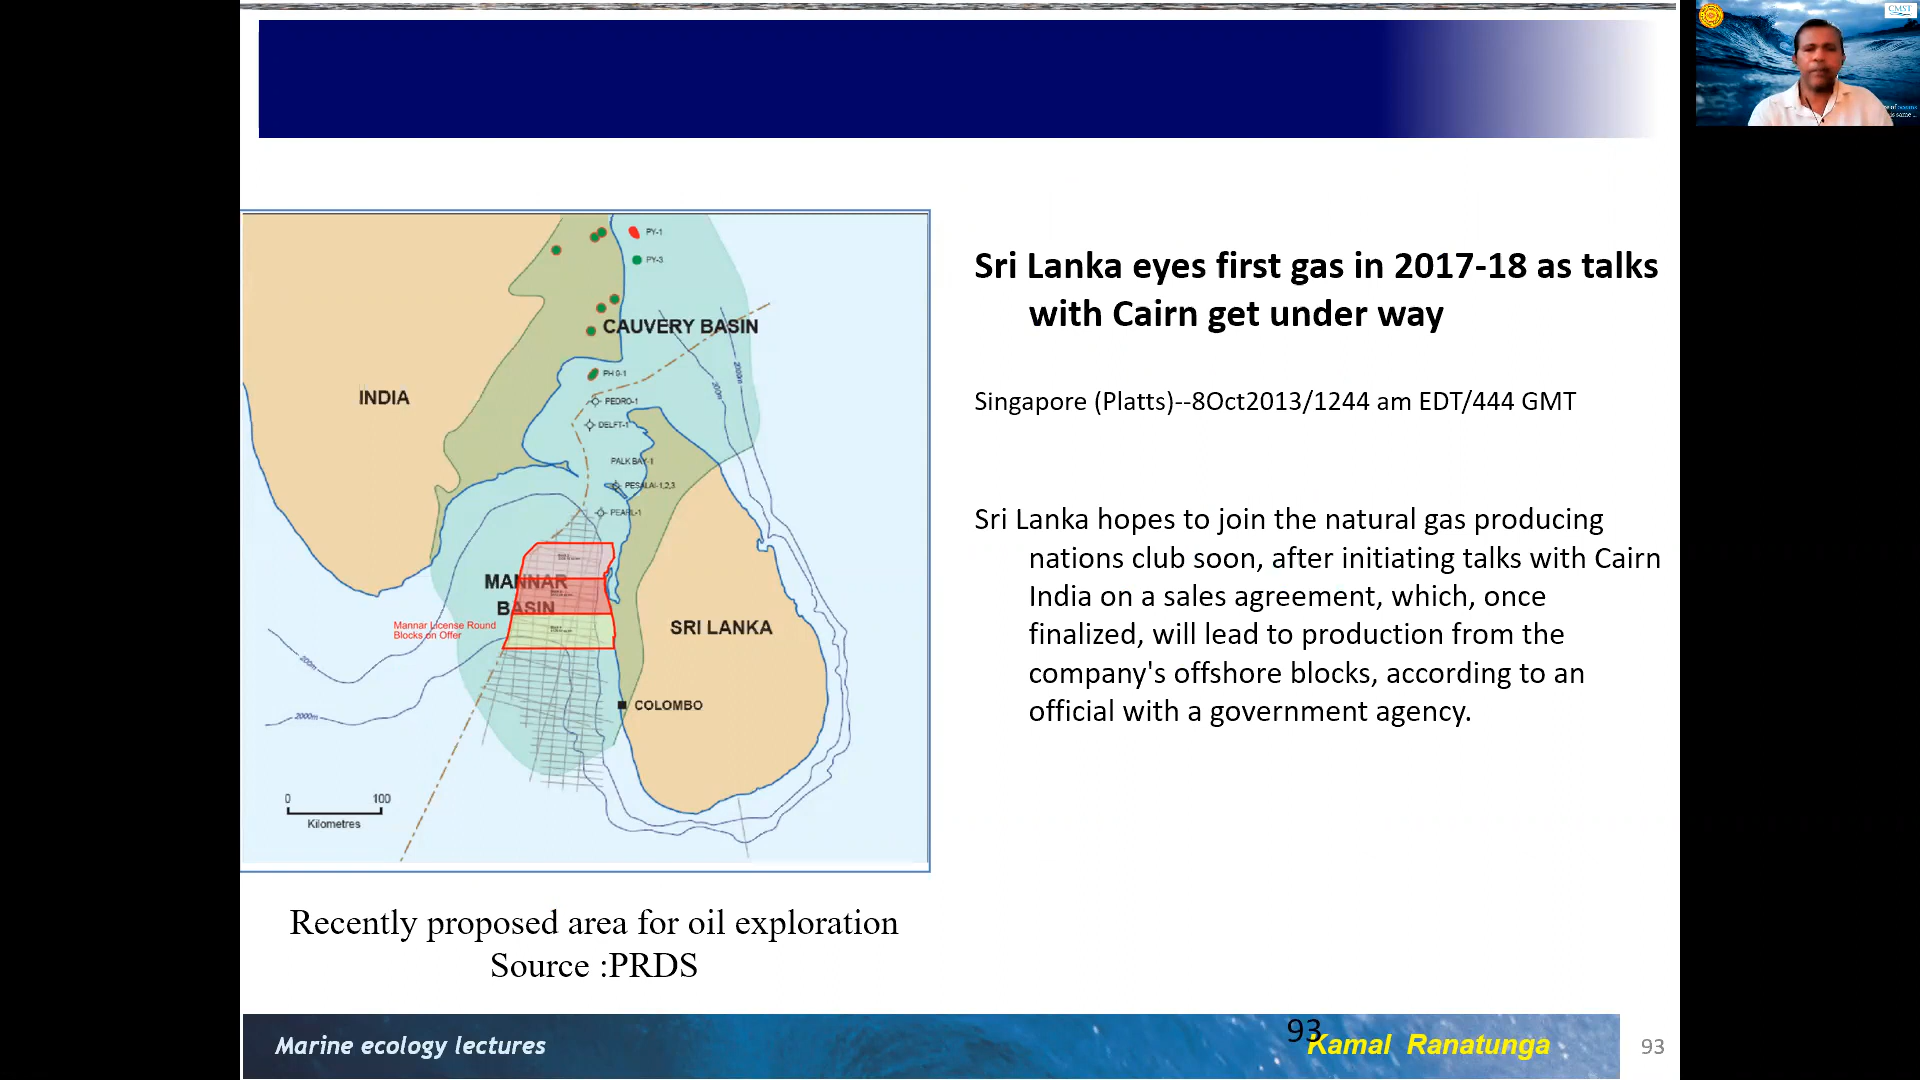 CMST
PY-1
PY-3
CAUVERY BASIN
2000m
200m
PH 9-1
INDIA
PEDRO-1
DELFT-1
PALK BAY-1
PESALAI-1,2,3
PEARL-1
MANNAR
BASIN
Mannar License Round
Blocks on Offer
SRI LANKA
200m
COLOMBO
2000m
0 100
Kilometres
Recently proposed area for oil exploration
Source :PRDS
Sri Lanka eyes first gas in 2017-18 as talks
with Cairn get under way
Singapore (Platts)--8Oct2013/1244 am EDT/444 GMT
Sri Lanka hopes to join the natural gas producing
nations club soon, after initiating talks with Cairn
India on a sales agreement, which, once
finalized, will lead to production from the
company's offshore blocks, according to an
official with a government agency.
Marine ecology lectures
93
Kamal Ranatunga
93